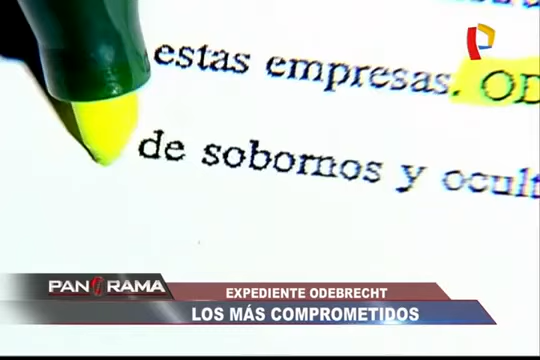 estas empresas. OD
de sobornos y ocult
PANORAMA
EXPEDIENTE ODEBRECHT
LOS MÁS COMPROMETIDOS